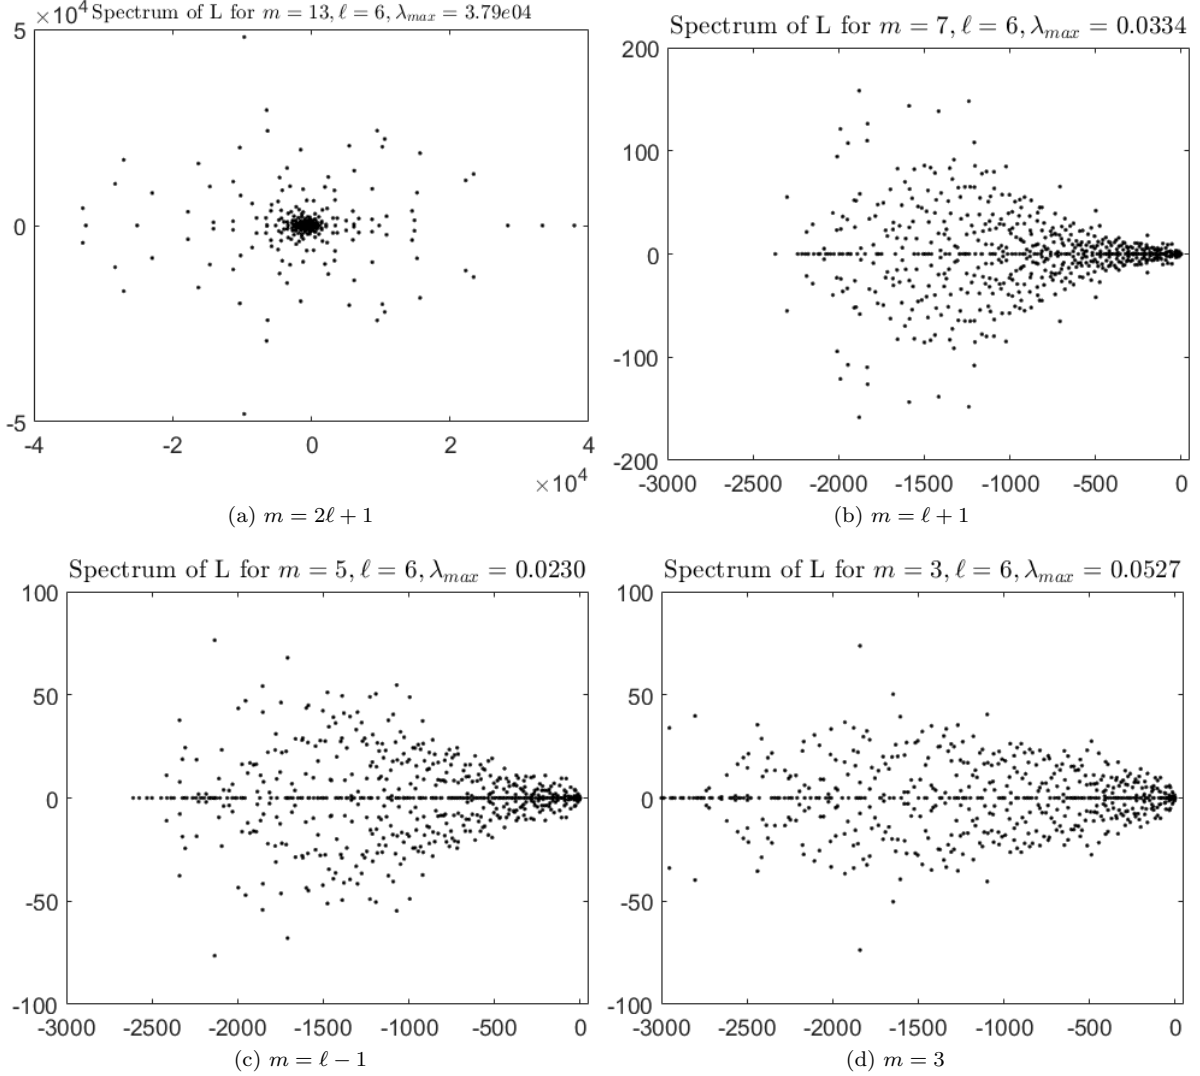 ×10⁴ Spectrum of L for m = 13, ℓ = 6, λmax = 3.79e04
5
0
-5
-4 -2 0 2 4
×10⁴
(a) m = 2ℓ + 1
Spectrum of L for m = 7, ℓ = 6, λmax = 0.0334
200
100
0
-100
-200
-3000 -2500 -2000 -1500 -1000 -500 0
(b) m = ℓ + 1
Spectrum of L for m = 5, ℓ = 6, λmax = 0.0230
100
50
0
-50
-100
-3000 -2500 -2000 -1500 -1000 -500 0
(c) m = ℓ − 1
Spectrum of L for m = 3, ℓ = 6, λmax = 0.0527
100
50
0
-50
-100
-3000 -2500 -2000 -1500 -1000 -500 0
(d) m = 3